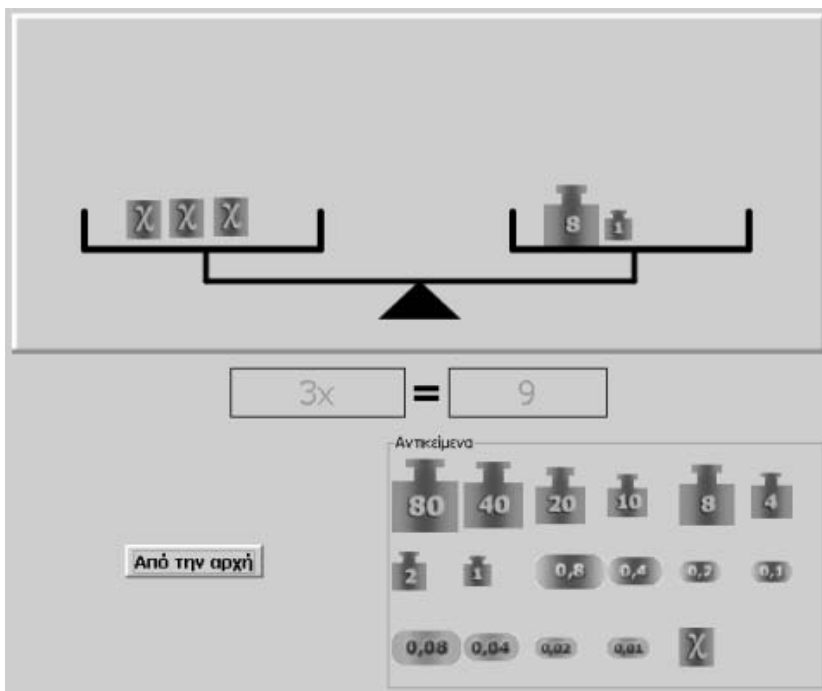 χ χ χ 8 1
3x = 9
Αντικείμενα
80 40 20 10 8 4
Από την αρχή
2 1 0,8 0,4 0,2 0,1
0,08 0,04 0,02 0,01 χ